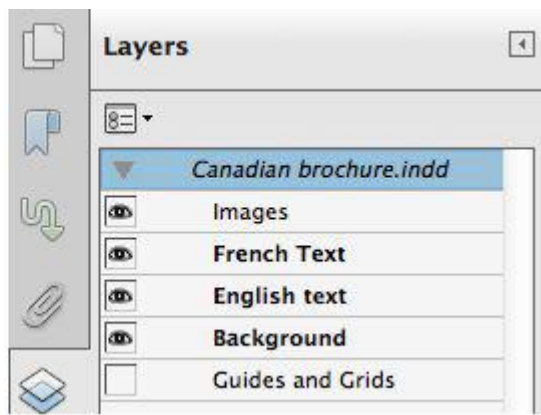 Layers
Canadian brochure.indd
Images
French Text
English text
Background
Guides and Grids